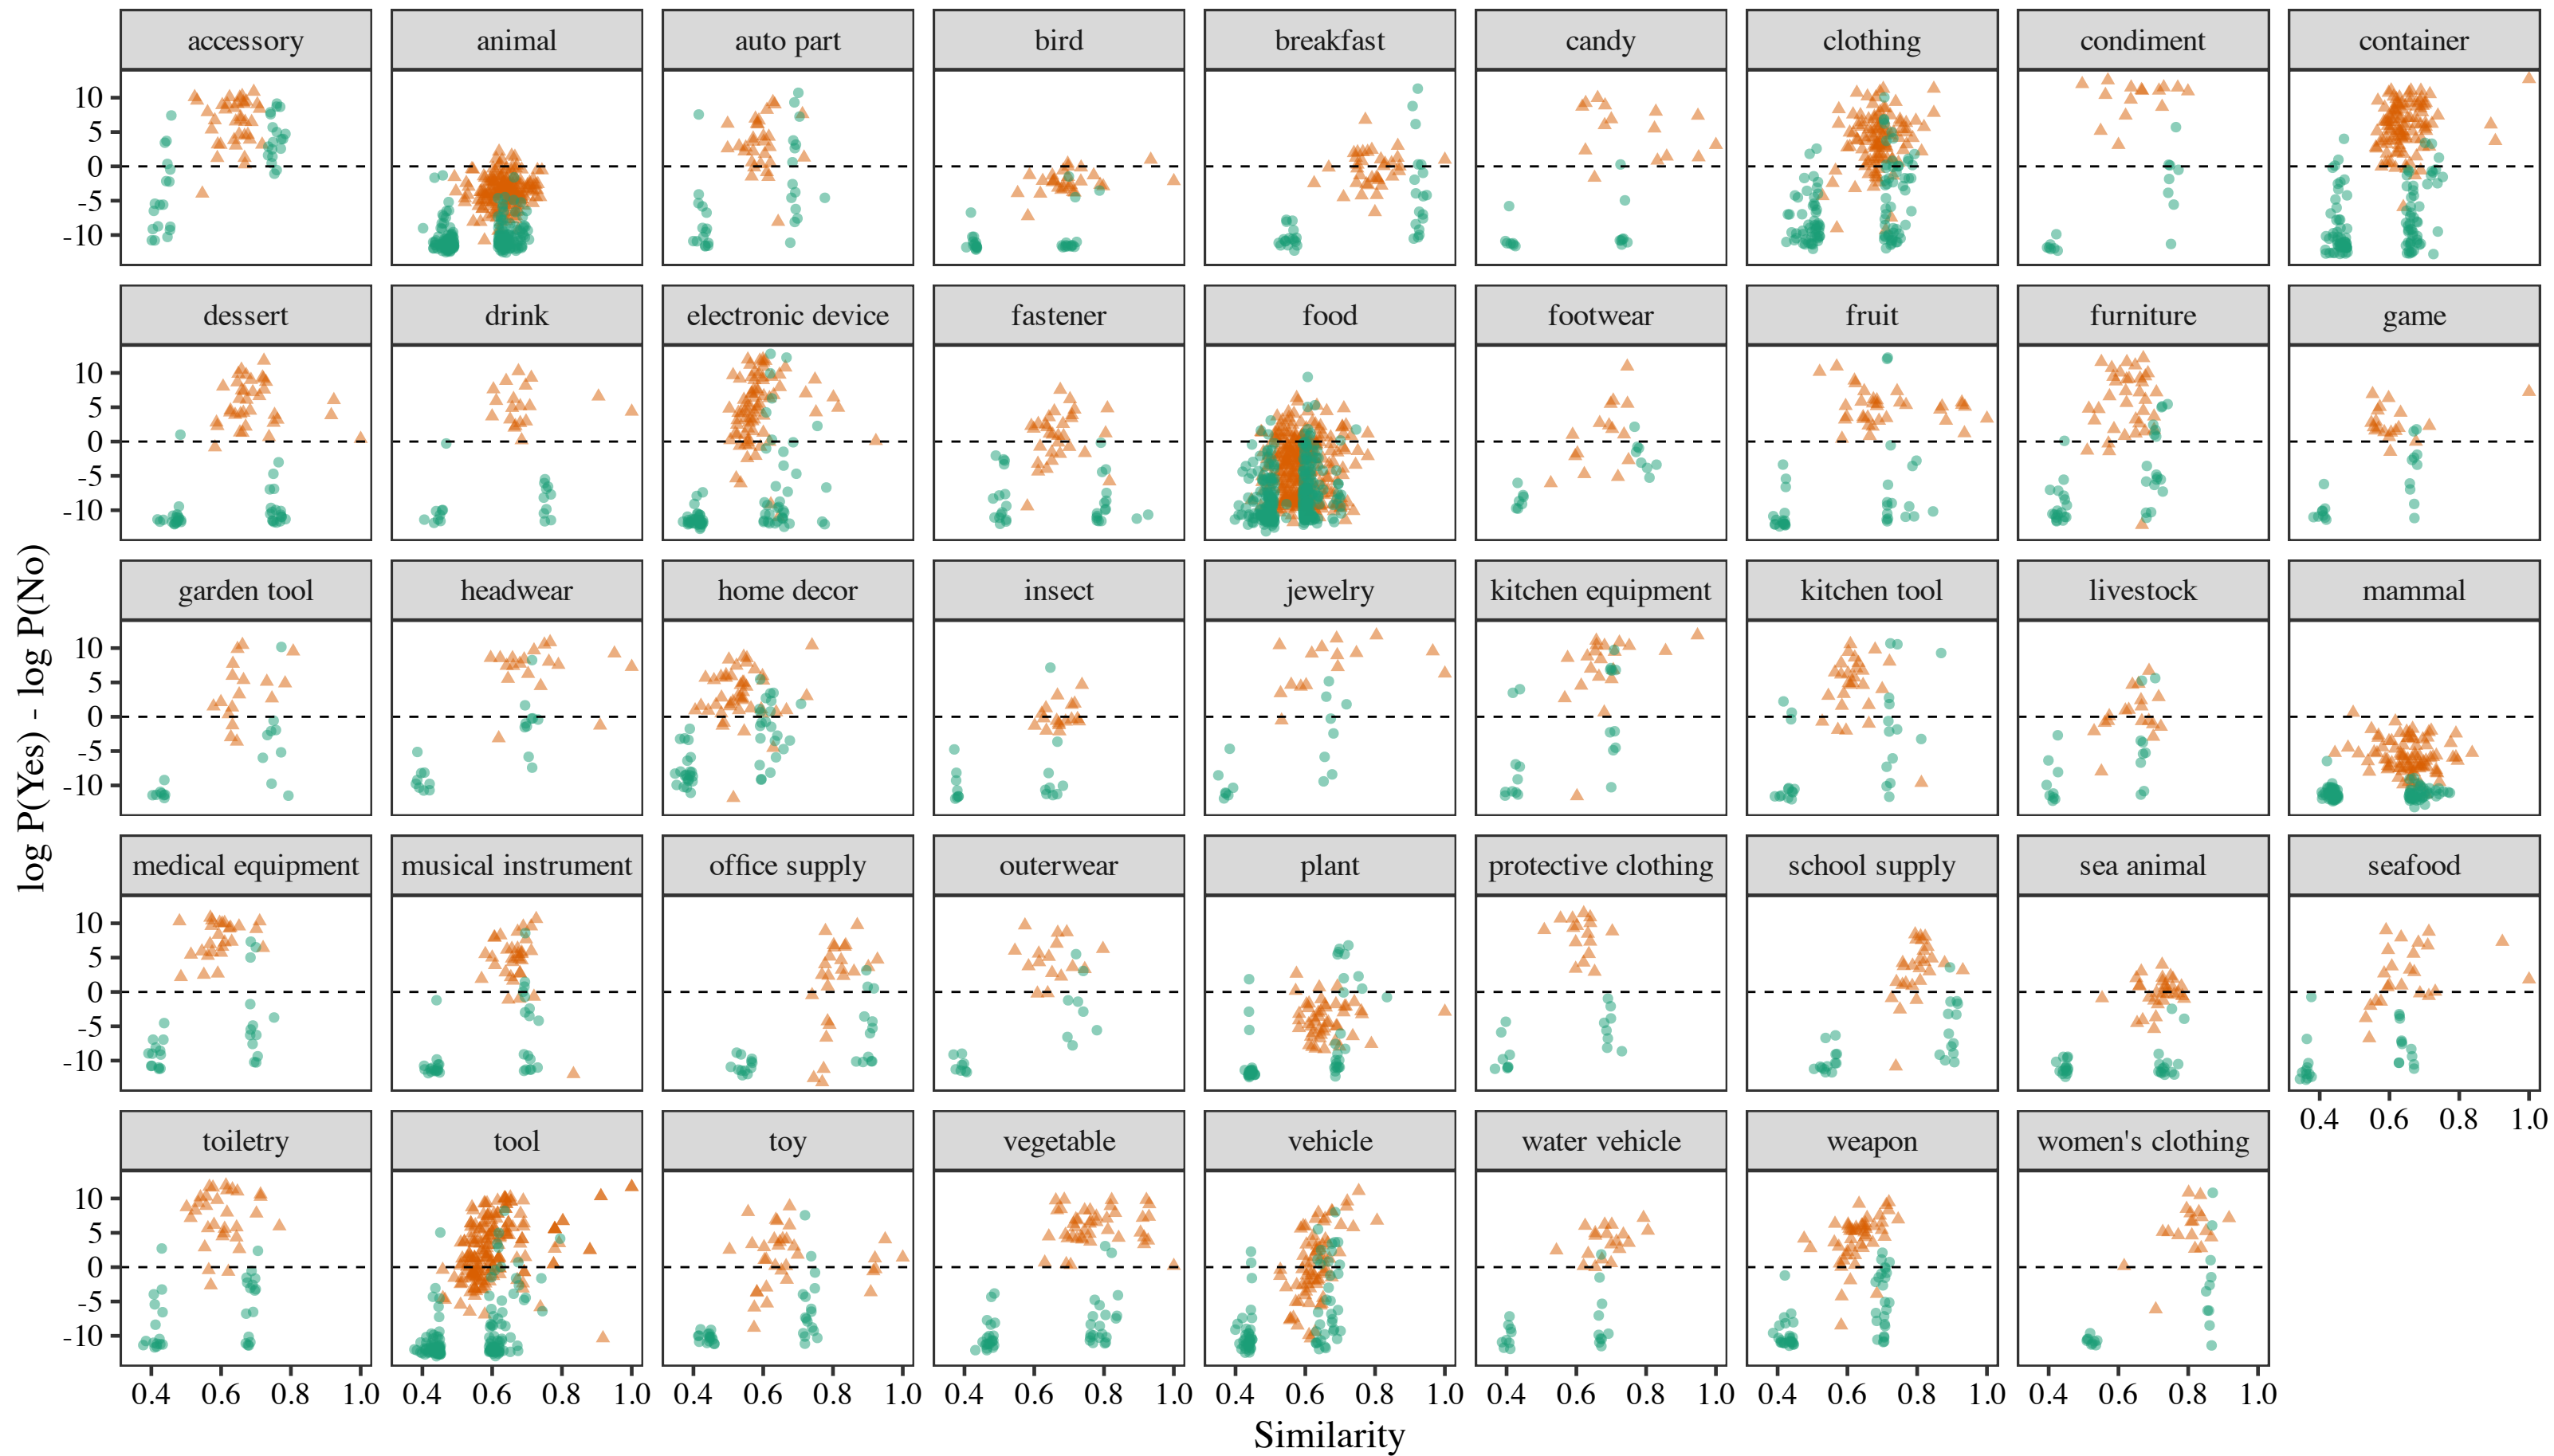 accessory animal auto part bird breakfast candy clothing condiment container
10
5
0
-5
-10
dessert drink electronic device fastener food footwear fruit furniture game
10
5
0
-5
-10
log P(Yes) - log P(No)
garden tool headwear home decor insect jewelry kitchen equipment kitchen tool livestock mammal
10
5
0
-5
-10
medical equipment musical instrument office supply outerwear plant protective clothing school supply sea animal seafood
10
5
0
-5
-10
0.4 0.6 0.8 1.0
toiletry tool toy vegetable vehicle water vehicle weapon women's clothing
10
5
0
-5
-10
0.4 0.6 0.8 1.0 0.4 0.6 0.8 1.0 0.4 0.6 0.8 1.0 0.4 0.6 0.8 1.0 0.4 0.6 0.8 1.0 0.4 0.6 0.8 1.0 0.4 0.6 0.8 1.0 0.4 0.6 0.8 1.0
Similarity